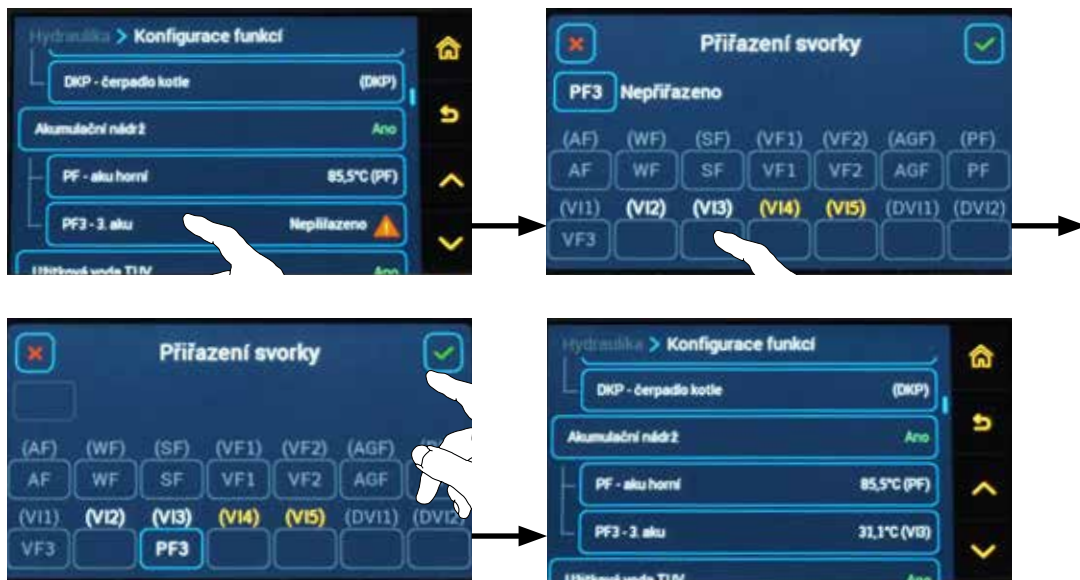 Hydraulika > Konfigurace funkcí
DKP - čerpadlo kotle (DKP)
Akumulační nádrž Ano
PF - aku horní 85,5°C (PF)
PF3 - 3. aku Nepřiřazeno
Užitková voda TUV Ano
Přiřazení svorky
PF3 Nepřiřazeno
(AF) (WF) (SF) (VF1) (VF2) (AGF) (PF)
AF WF SF VF1 VF2 AGF PF
(VI1) (VI2) (VI3) (VI4) (VI5) (DVI1) (DVI2)
VF3
Přiřazení svorky
(AF) (WF) (SF) (VF1) (VF2) (AGF)
AF WF SF VF1 VF2 AGF
(VI1) (VI2) (VI3) (VI4) (VI5) (DVI1) (DVI2)
VF3 PF3
Hydraulika > Konfigurace funkcí
DKP - čerpadlo kotle (DKP)
Akumulační nádrž Ano
PF - aku horní 85,5°C (PF)
PF3 - 3. aku 31,1°C (VI3)
Užitková voda TUV Ano